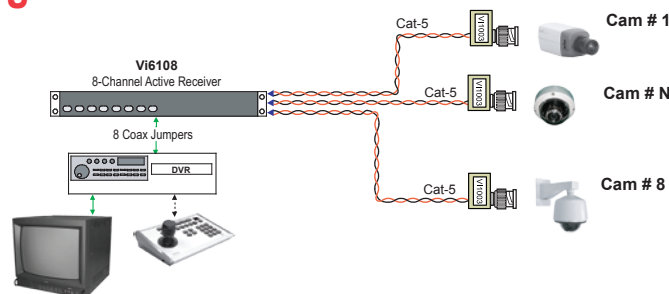 Cat-5
VI1003
Cam # 1
Vi6108
8-Channel Active Receiver
Cat-5
VI1003
Cam # N
8 Coax Jumpers
DVR
Cat-5
VI1003
Cam # 8